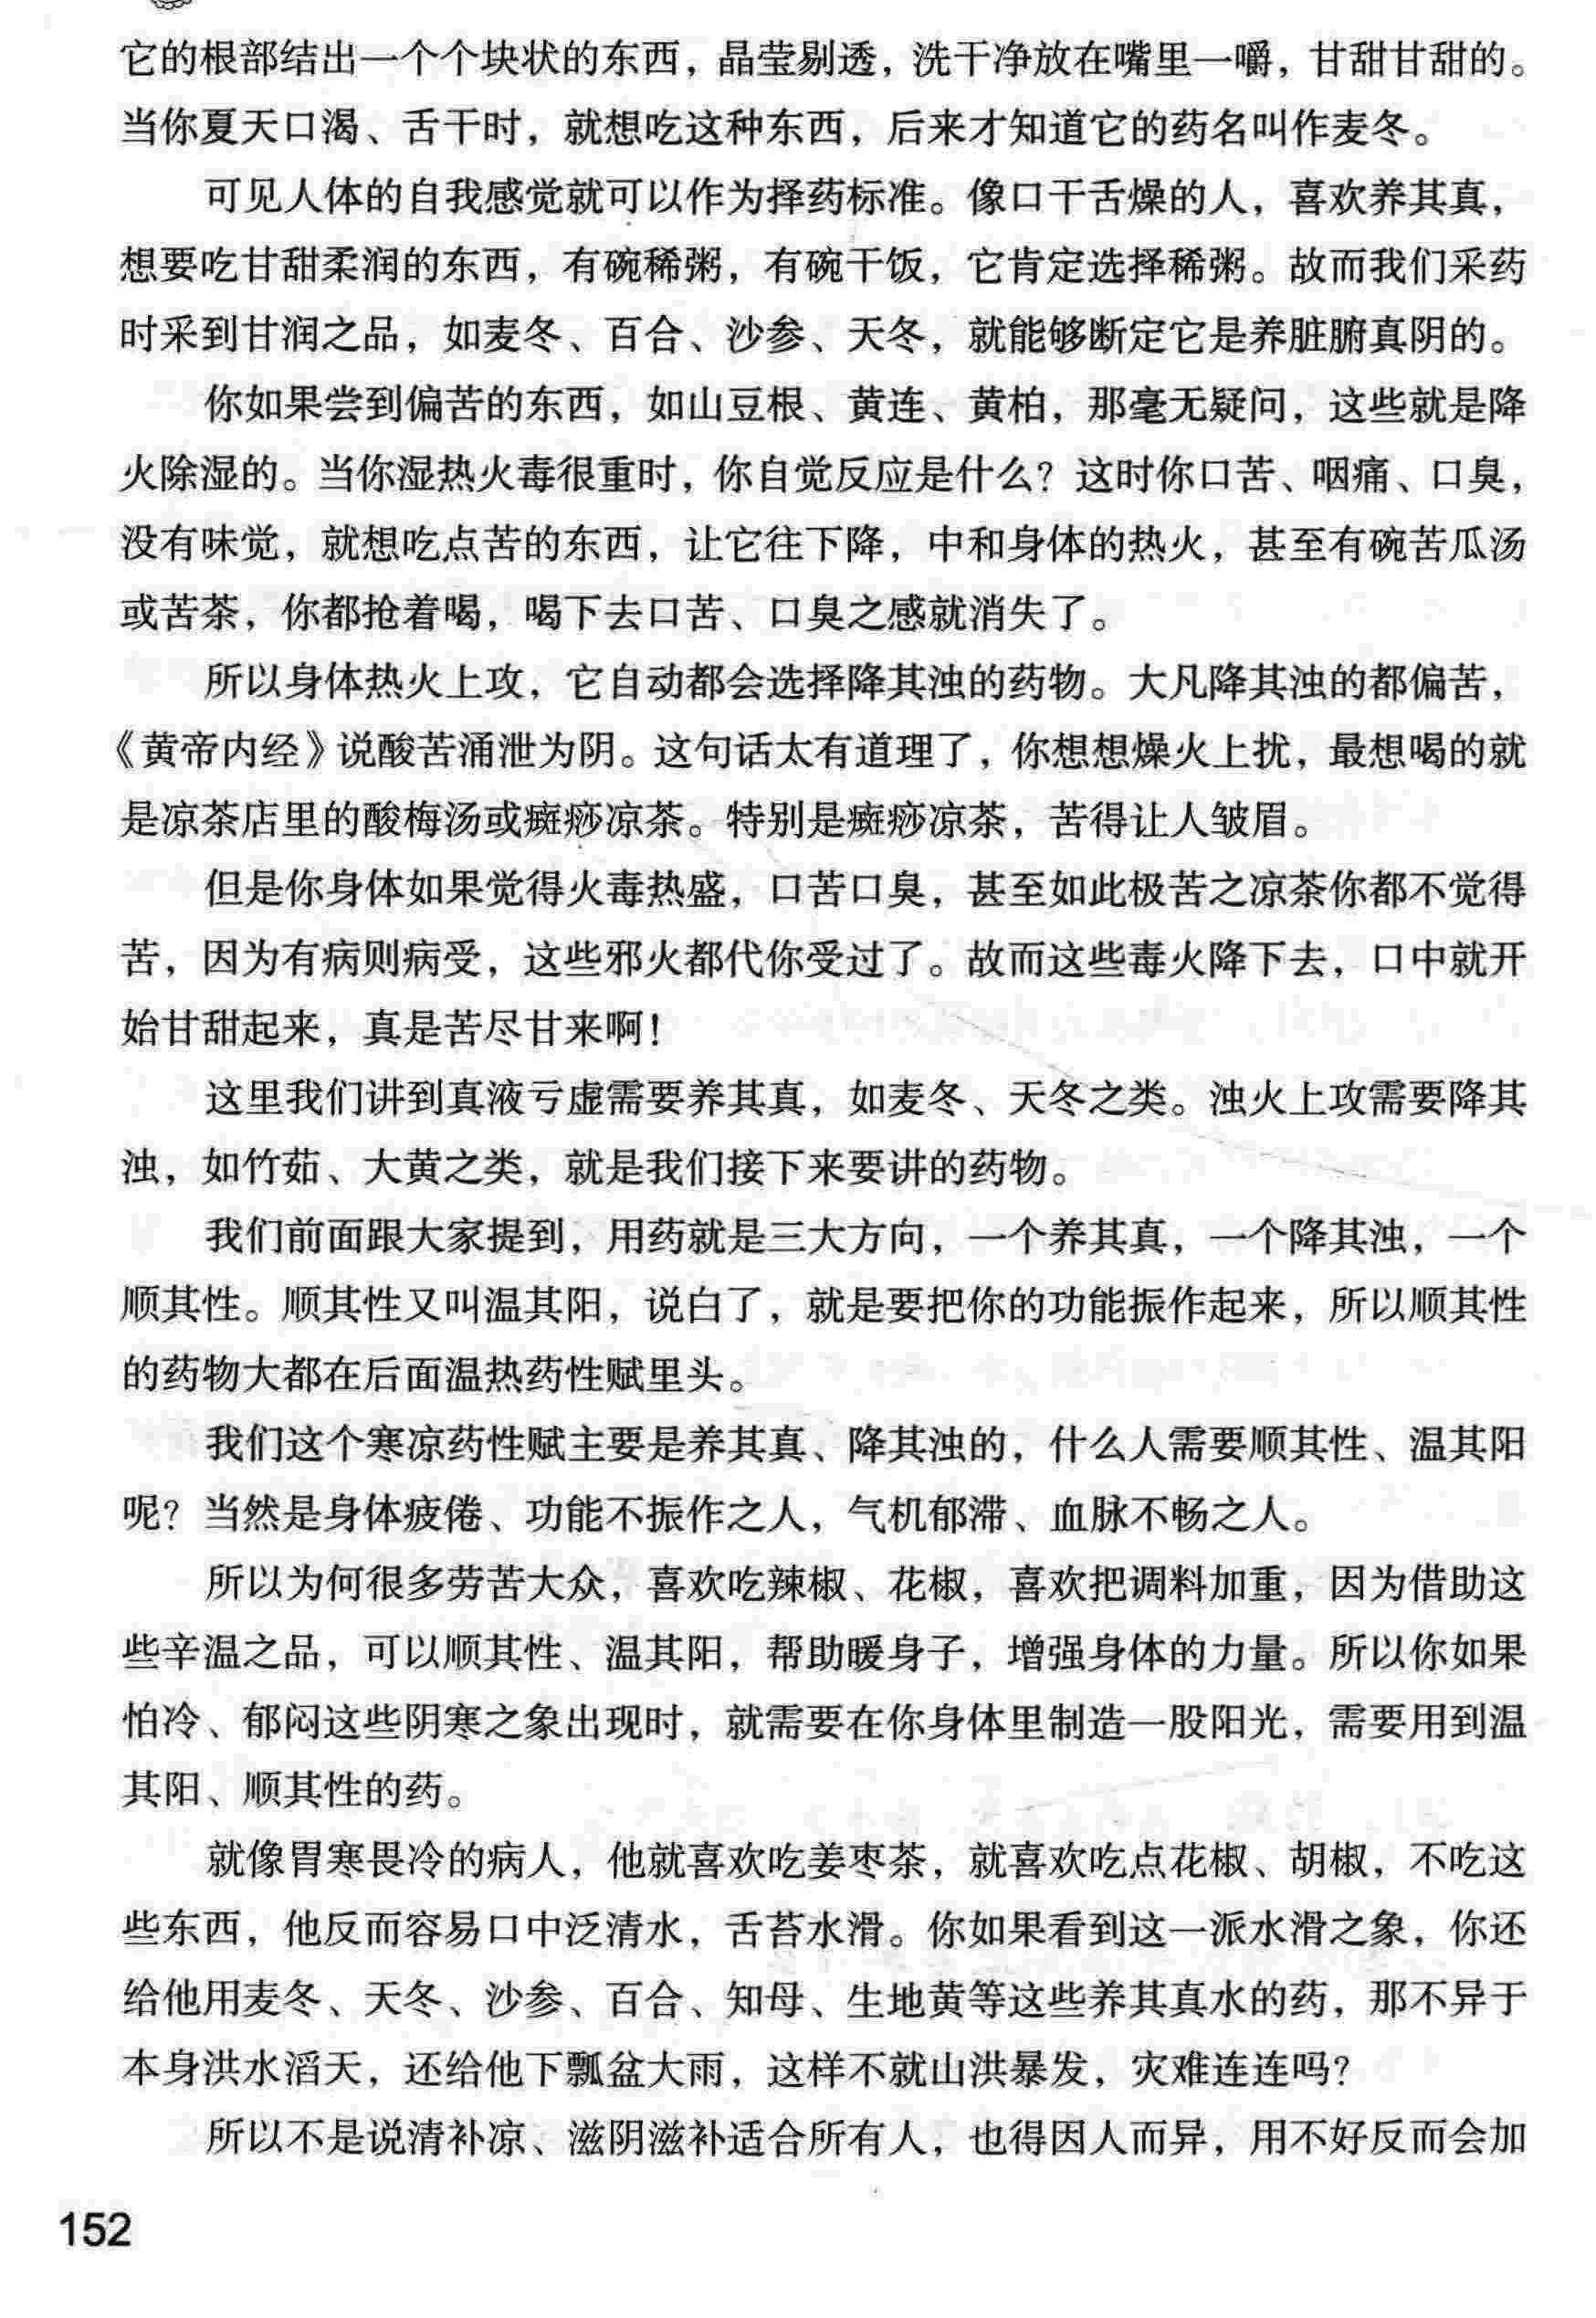 它的根部结出一个个块状的东西，晶莹剔透，洗干净放在嘴里一嚼，甘甜甘甜的。
当你夏天口渴、舌干时，就想吃这种东西，后来才知道它的药名叫作麦冬。
可见人体的自我感觉就可以作为择药标准。像口干舌燥的人，喜欢养其真，
想要吃甘甜柔润的东西，有碗稀粥，有碗干饭，它肯定选择稀粥。故而我们采药
时采到甘润之品，如麦冬、百合、沙参、天冬，就能够断定它是养脏腑真阴的。
你如果尝到偏苦的东西，如山豆根、黄连、黄柏，那毫无疑问，这些就是降
火除湿的。当你湿热火毒很重时，你自觉反应是什么？这时你口苦、咽痛、口臭，
没有味觉，就想吃点苦的东西，让它往下降，中和身体的热火，甚至有碗苦瓜汤
或苦茶，你都抢着喝，喝下去口苦、口臭之感就消失了。
所以身体热火上攻，它自动都会选择降其浊的药物。大凡降其浊的都偏苦，
《黄帝内经》说酸苦涌泄为阴。这句话太有道理了，你想想燥火上扰，最想喝的就
是凉茶店里的酸梅汤或癍痧凉茶。特别是癍痧凉茶，苦得让人皱眉。
但是你身体如果觉得火毒热盛，口苦口臭，甚至如此极苦之凉茶你都不觉得
苦，因为有病则病受，这些邪火都代你受过了。故而这些毒火降下去，口中就开
始甘甜起来，真是苦尽甘来啊！
这里我们讲到真液亏虚需要养其真，如麦冬、天冬之类。浊火上攻需要降其
浊，如竹茹、大黄之类，就是我们接下来要讲的药物。
我们前面跟大家提到，用药就是三大方向，一个养其真，一个降其浊，一个
顺其性。顺其性又叫温其阳，说白了，就是要把你的功能振作起来，所以顺其性
的药物大都在后面温热药性赋里头。
我们这个寒凉药性赋主要是养其真、降其浊的，什么人需要顺其性、温其阳
呢？当然是身体疲倦、功能不振作之人，气机郁滞、血脉不畅之人。
所以为何很多劳苦大众，喜欢吃辣椒、花椒，喜欢把调料加重，因为借助这
些辛温之品，可以顺其性、温其阳，帮助暖身子，增强身体的力量。所以你如果
怕冷、郁闷这些阴寒之象出现时，就需要在你身体里制造一股阳光，需要用到温
其阳、顺其性的药。
就像胃寒畏冷的病人，他就喜欢吃姜枣茶，就喜欢吃点花椒、胡椒，不吃这
些东西，他反而容易口中泛清水，舌苔水滑。你如果看到这一派水滑之象，你还
给他用麦冬、天冬、沙参、百合、知母、生地黄等这些养其真水的药，那不异于
本身洪水滔天，还给他下瓢盆大雨，这样不就山洪暴发，灾难连连吗？
所以不是说清补凉、滋阴滋补适合所有人，也得因人而异，用不好反而会加
152